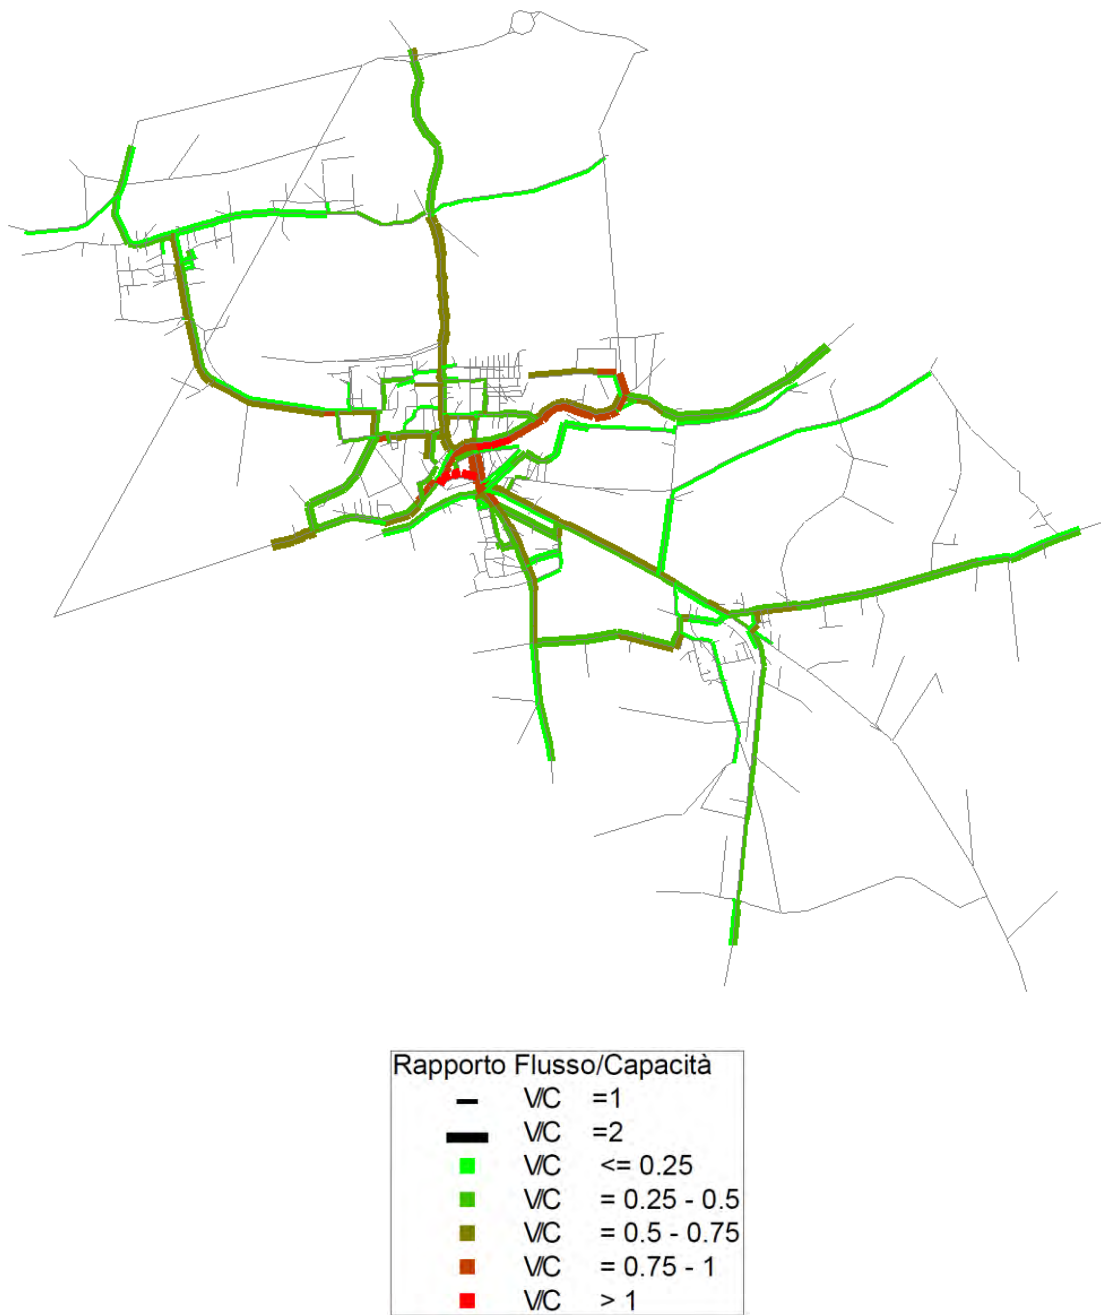 Rapporto Flusso/Capacità
V/C =1
V/C =2
V/C <= 0.25
V/C = 0.25 - 0.5
V/C = 0.5 - 0.75
V/C = 0.75 - 1
V/C > 1